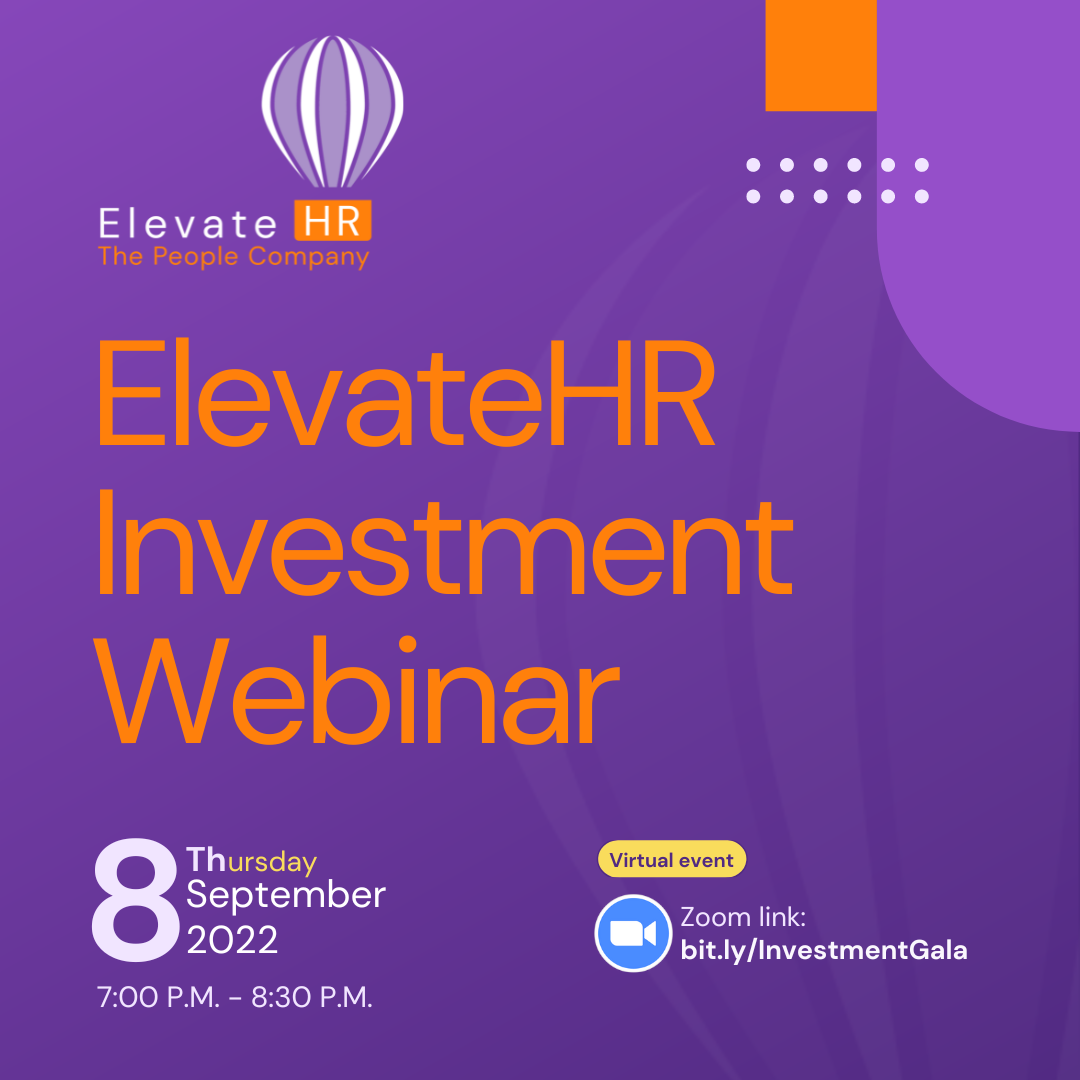 Elevate HR
The People Company
ElevateHR
Investment
Webinar
8
Thursday
September
2022
7:00 P.M. - 8:30 P.M.
Virtual event
Zoom link:
bit.ly/InvestmentGala